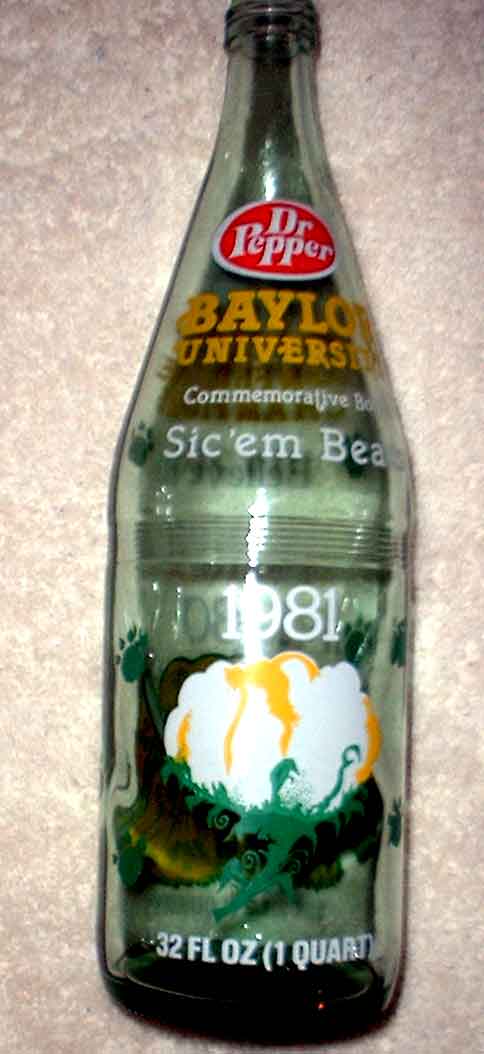 Dr
Pepper
BAYLO
UNIVERSI
Commemorative Bo
Sic'em Bea
1981
32 FL OZ (1 QUART)